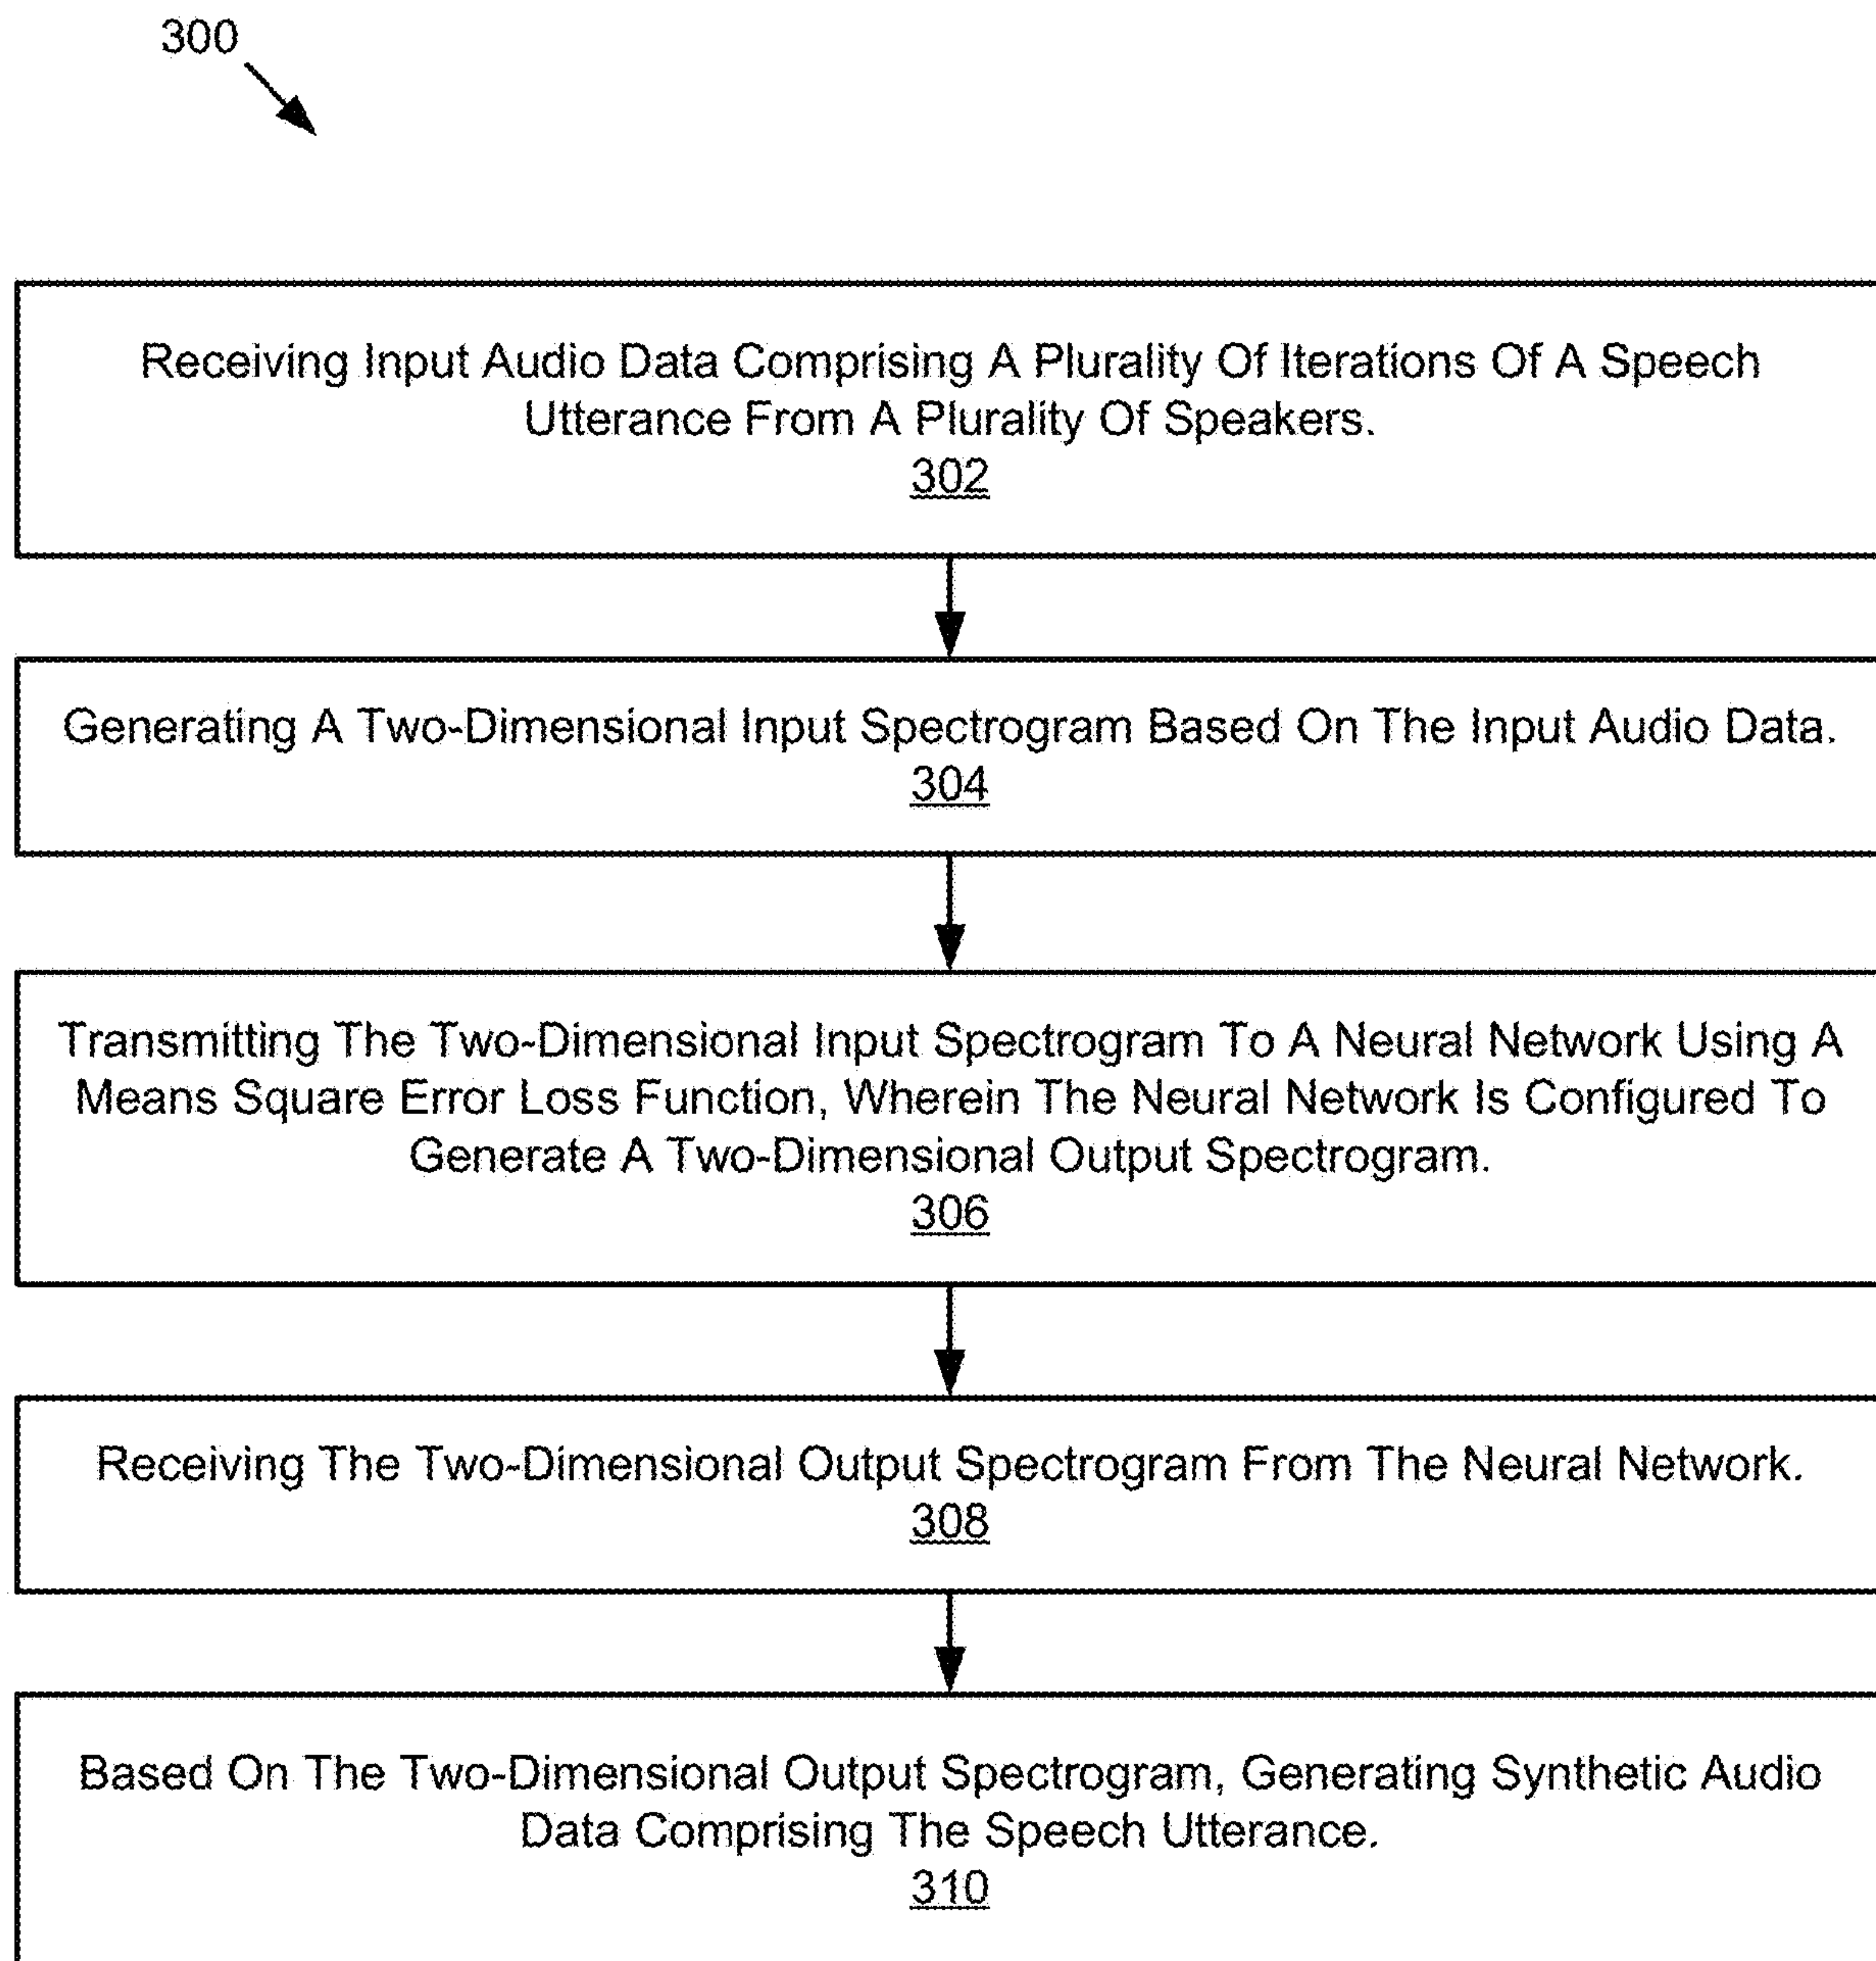 300
Receiving Input Audio Data Comprising A Plurality Of Iterations Of A Speech
Utterance From A Plurality Of Speakers.
302
Generating A Two-Dimensional Input Spectrogram Based On The Input Audio Data.
304
Transmitting The Two-Dimensional Input Spectrogram To A Neural Network Using A
Means Square Error Loss Function, Wherein The Neural Network Is Configured To
Generate A Two-Dimensional Output Spectrogram.
306
Receiving The Two-Dimensional Output Spectrogram From The Neural Network.
308
Based On The Two-Dimensional Output Spectrogram, Generating Synthetic Audio
Data Comprising The Speech Utterance.
310